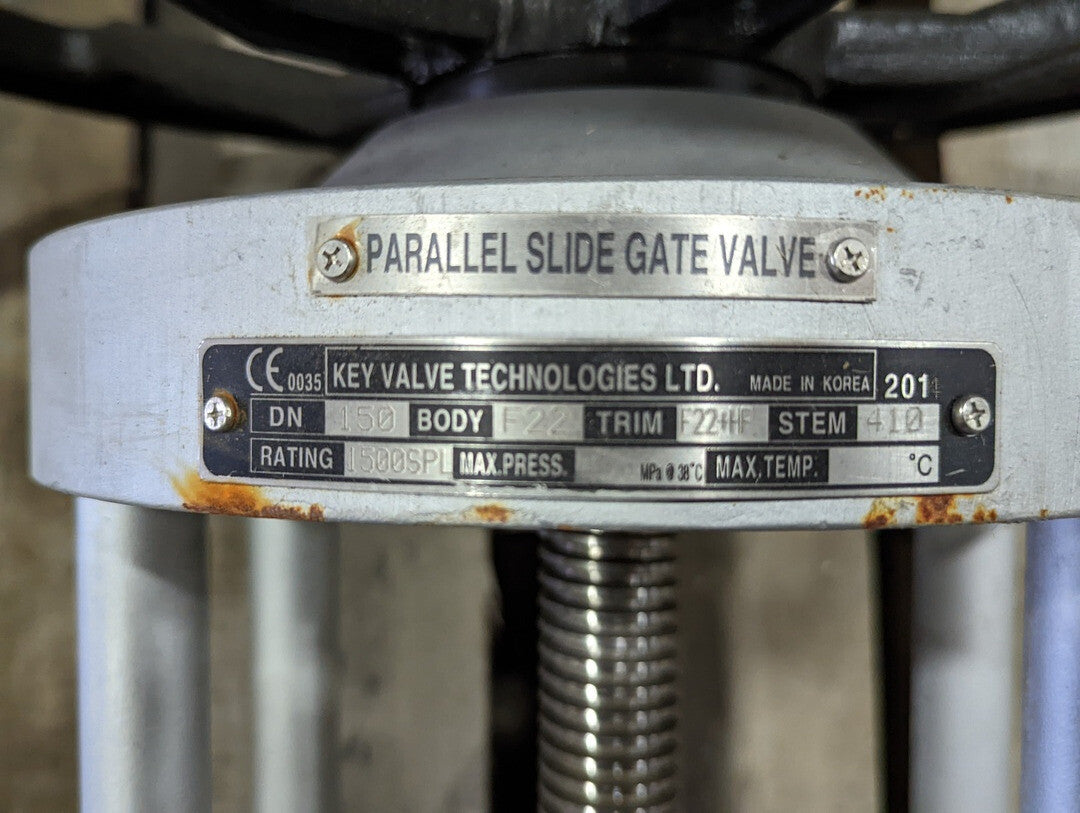 PARALLEL SLIDE GATE VALVE
CE 0035 KEY VALVE TECHNOLOGIES LTD. MADE IN KOREA 2014
DN 150 BODY F22 TRIM F22+HF STEM 410
RATING 1500SPL MAX.PRESS. MPa @ 38°C MAX.TEMP. °C